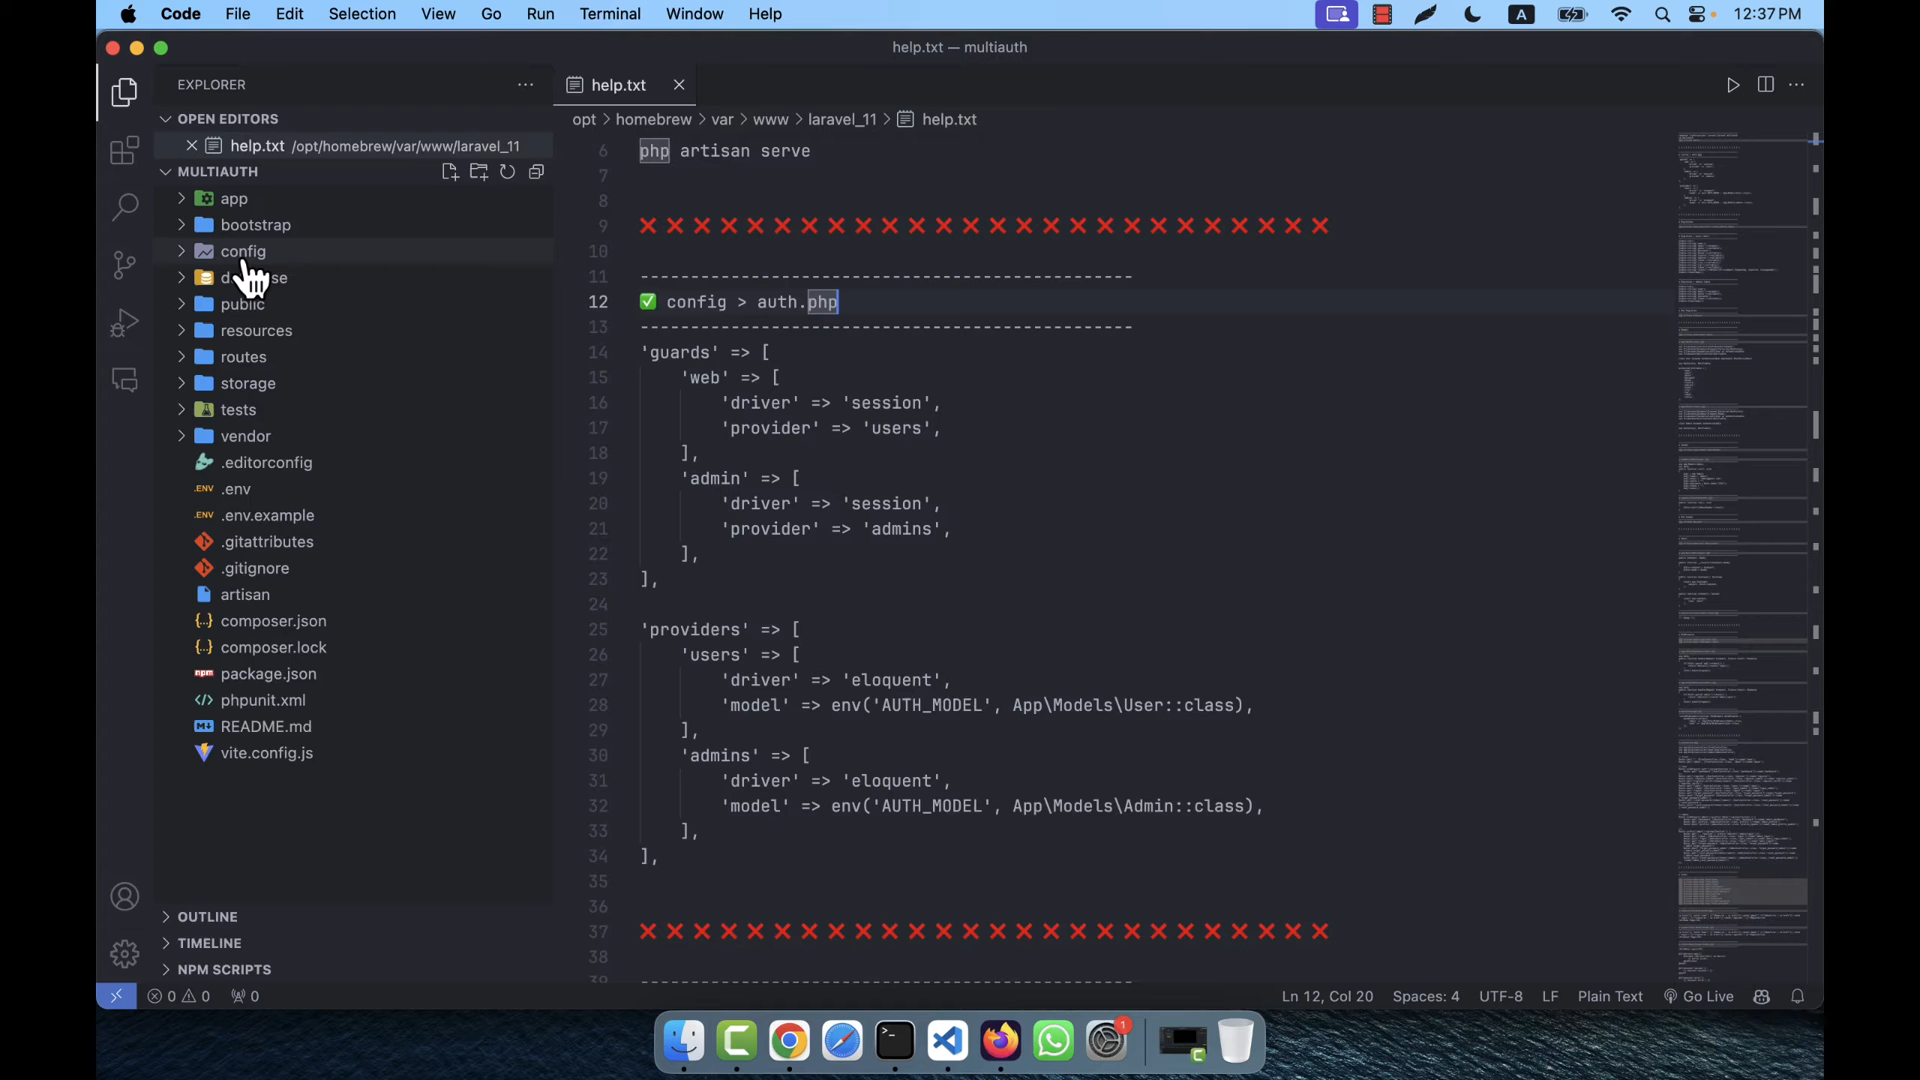 Code File Edit Selection View Go Run Terminal Window Help A 12:37 PM
help.txt — multiauth
EXPLORER
help.txt
OPEN EDITORS
opt > homebrew > var > www > laravel_11 > help.txt
help.txt /opt/homebrew/var/www/laravel_11
MULTIAUTH
app
bootstrap
config
public
resources
routes
storage
tests
vendor
.editorconfig
.ENV .env
.ENV .env.example
.gitattributes
.gitignore
artisan
{..} composer.json
{..} composer.lock
npm package.json
</> phpunit.xml
README.md
vite.config.js
OUTLINE
TIMELINE
NPM SCRIPTS
6 php artisan serve
7
8
9 ❌❌❌❌❌❌❌❌❌❌❌❌❌❌❌❌❌❌❌❌❌❌❌❌❌❌
10
11 -------------------------------------------------
12 ✅ config > auth.php
13 -------------------------------------------------
14 'guards' => [
15 'web' => [
16 'driver' => 'session',
17 'provider' => 'users',
18 ],
19 'admin' => [
20 'driver' => 'session',
21 'provider' => 'admins',
22 ],
23 ],
24
25 'providers' => [
26 'users' => [
27 'driver' => 'eloquent',
28 'model' => env('AUTH_MODEL', App\Models\User::class),
29 ],
30 'admins' => [
31 'driver' => 'eloquent',
32 'model' => env('AUTH_MODEL', App\Models\Admin::class),
33 ],
34 ],
35
36
37 ❌❌❌❌❌❌❌❌❌❌❌❌❌❌❌❌❌❌❌❌❌❌❌❌❌❌
38
39 -------------------------------------------------
0 0 0 Ln 12, Col 20 Spaces: 4 UTF-8 LF Plain Text Go Live
1